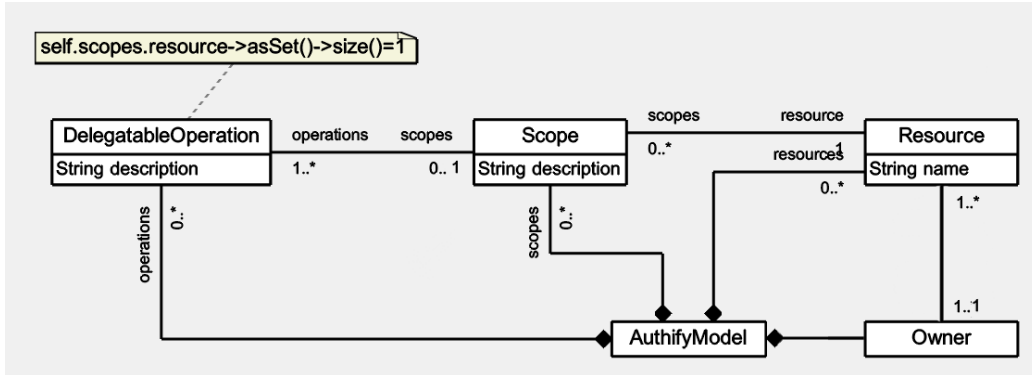 self.scopes.resource->asSet()->size()=1
DelegatableOperation
String description
operations
1..*
scopes
0.. 1
Scope
String description
scopes
0..*
resource
1
resources
0..*
Resource
String name
operations
0..*
scopes
0..*
1..*
1..1
AuthifyModel
Owner